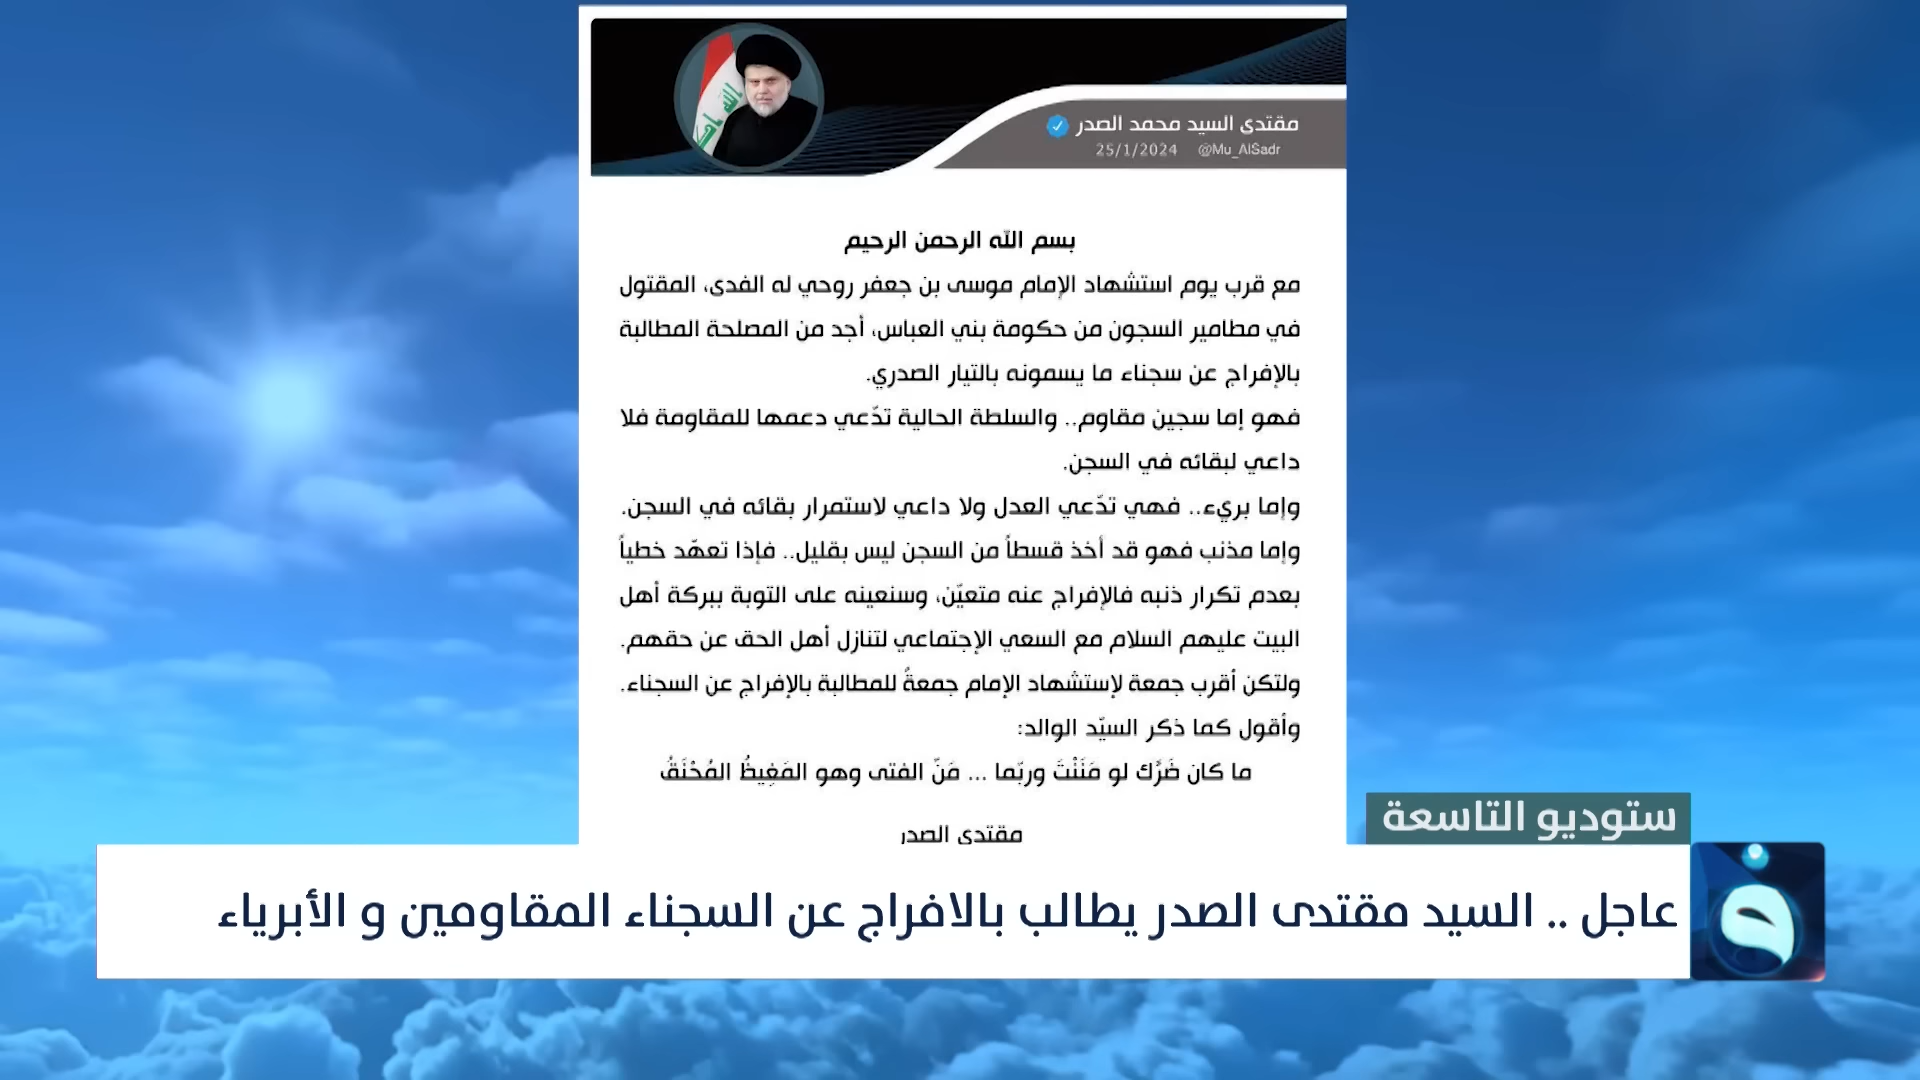 مقتدى السيد محمد الصدر
@Mu_AlSadr 25/1/2024
بسم الله الرحمن الرحيم
مع قرب يوم استشهاد الإمام موسى بن جعفر روحي له الفدى، المقتول
في مطامير السجون من حكومة بني العباس، أجد من المصلحة المطالبة
بالإفراج عن سجناء ما يسمونه بالتيار الصدري.
فهو إما سجين مقاوم.. والسلطة الحالية تدّعي دعمها للمقاومة فلا
داعي لبقائه في السجن.
وإما بريء.. فهي تدّعي العدل ولا داعي لاستمرار بقائه في السجن.
وإما مذنب فهو قد أخذ قسطاً من السجن ليس بقليل.. فإذا تعهّد خطياً
بعدم تكرار ذنبه فالإفراج عنه متعيّن، وسنعينه على التوبة ببركة أهل
البيت عليهم السلام مع السعي الإجتماعي لتنازل أهل الحق عن حقهم.
ولتكن أقرب جمعة لإستشهاد الإمام جمعةً للمطالبة بالإفراج عن السجناء.
وأقول كما ذكر السيّد الوالد:
ما كان ضَرَّك لو مَنَنْتَ وربّما ... مَنّ الفتى وهو المَغِيظُ المُحْنَقُ
مقتدى الصدر
ستوديو التاسعة
عاجل .. السيد مقتدى الصدر يطالب بالافراج عن السجناء المقاومين و الأبرياء